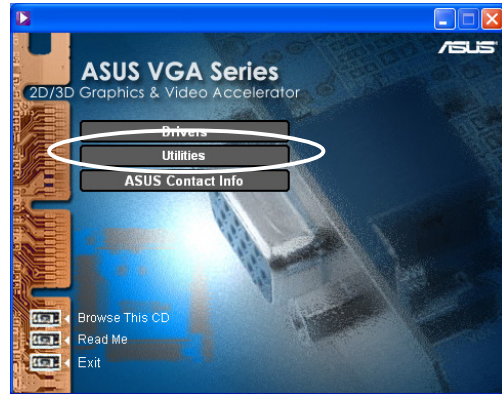 ASUS
ASUS VGA Series
2D/3D Graphics & Video Accelerator
Drivers
Utilities
ASUS Contact Info
Browse This CD
Read Me
Exit